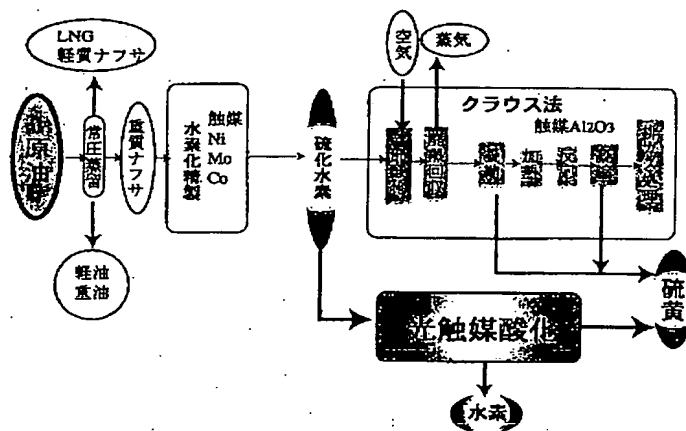 LNG
軽質ナフサ
空気
蒸気
原油
常圧蒸留
重質ナフサ
水素化精製
触媒
Ni
Mo
Co
硫化水素
クラウス法
触媒Al2O3
加熱
軽油
重油
光触媒酸化
硫黄
水素